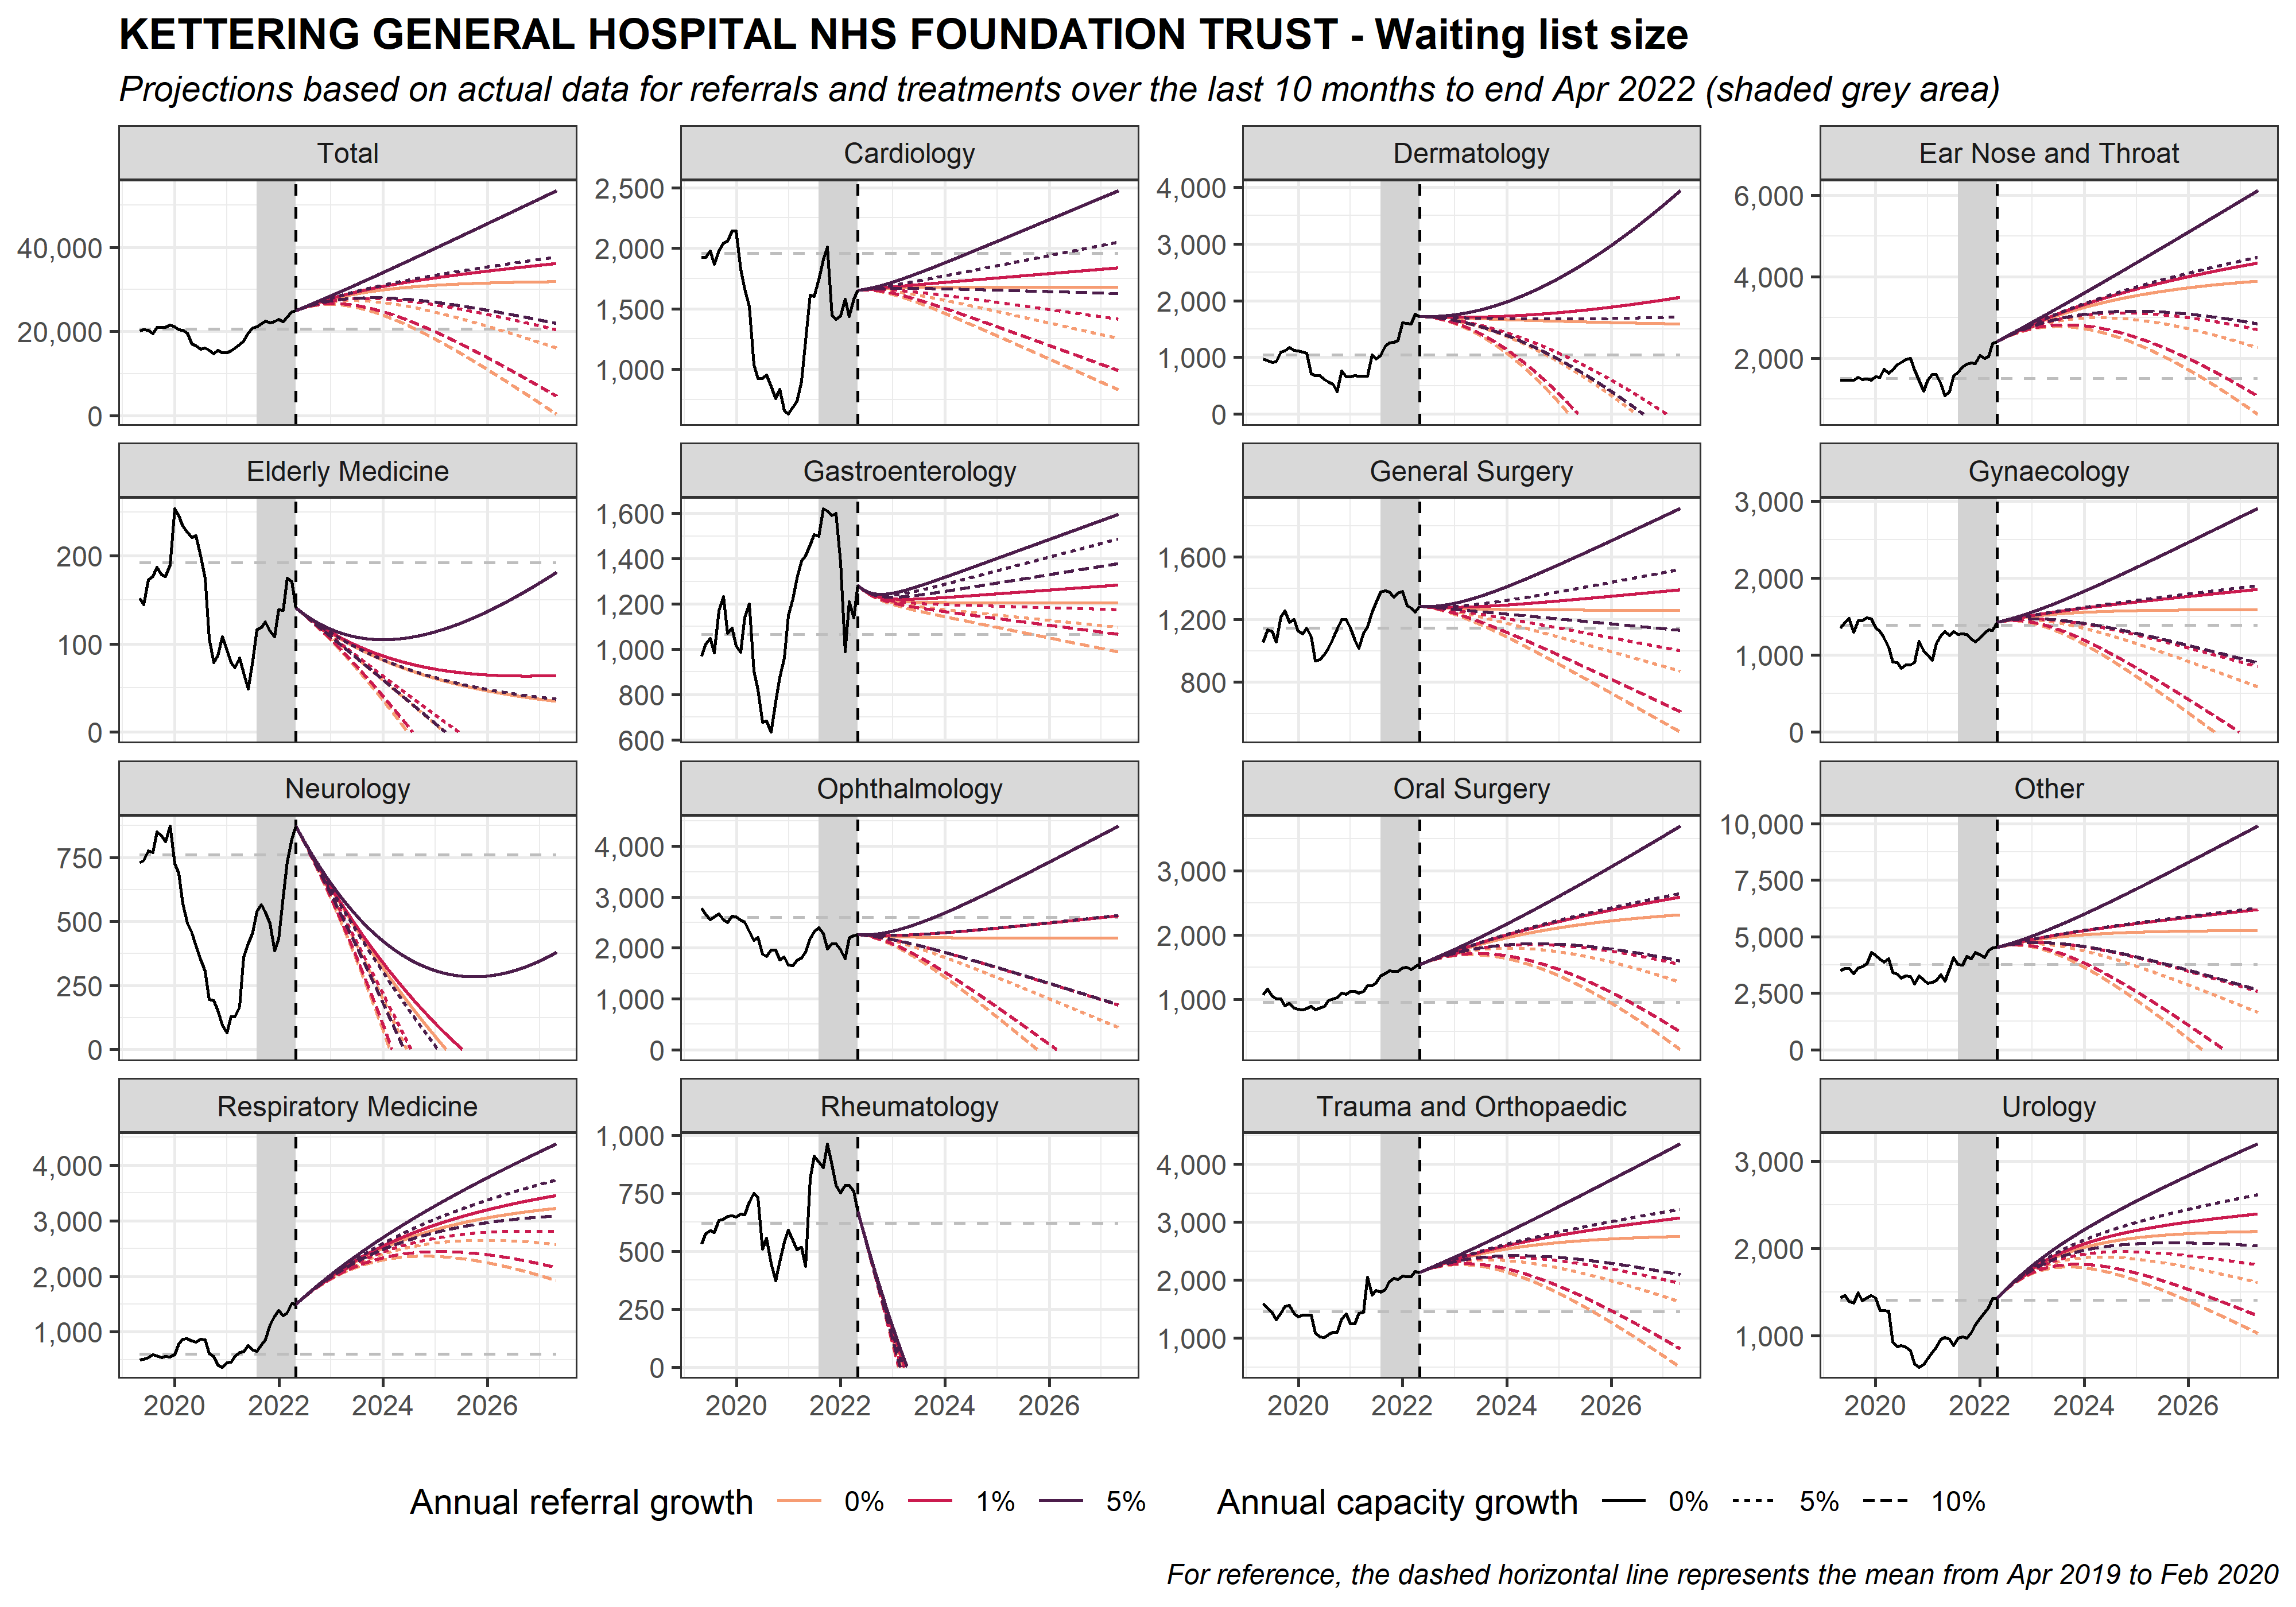 KETTERING GENERAL HOSPITAL NHS FOUNDATION TRUST - Waiting list size
Projections based on actual data for referrals and treatments over the last 10 months to end Apr 2022 (shaded grey area)
Total
Cardiology
Dermatology
Ear Nose and Throat
40,000
20,000
0
2,500
2,000
1,500
1,000
4,000
3,000
2,000
1,000
0
6,000
4,000
2,000
Elderly Medicine
Gastroenterology
General Surgery
Gynaecology
200
100
0
1,600
1,400
1,200
1,000
800
600
1,600
1,200
800
3,000
2,000
1,000
0
Neurology
Ophthalmology
Oral Surgery
Other
750
500
250
0
4,000
3,000
2,000
1,000
0
3,000
2,000
1,000
10,000
7,500
5,000
2,500
0
Respiratory Medicine
Rheumatology
Trauma and Orthopaedic
Urology
4,000
3,000
2,000
1,000
1,000
750
500
250
0
4,000
3,000
2,000
1,000
3,000
2,000
1,000
2020 2022 2024 2026
2020 2022 2024 2026
2020 2022 2024 2026
2020 2022 2024 2026
Annual referral growth 0% 1% 5%
Annual capacity growth 0% 5% 10%
For reference, the dashed horizontal line represents the mean from Apr 2019 to Feb 2020